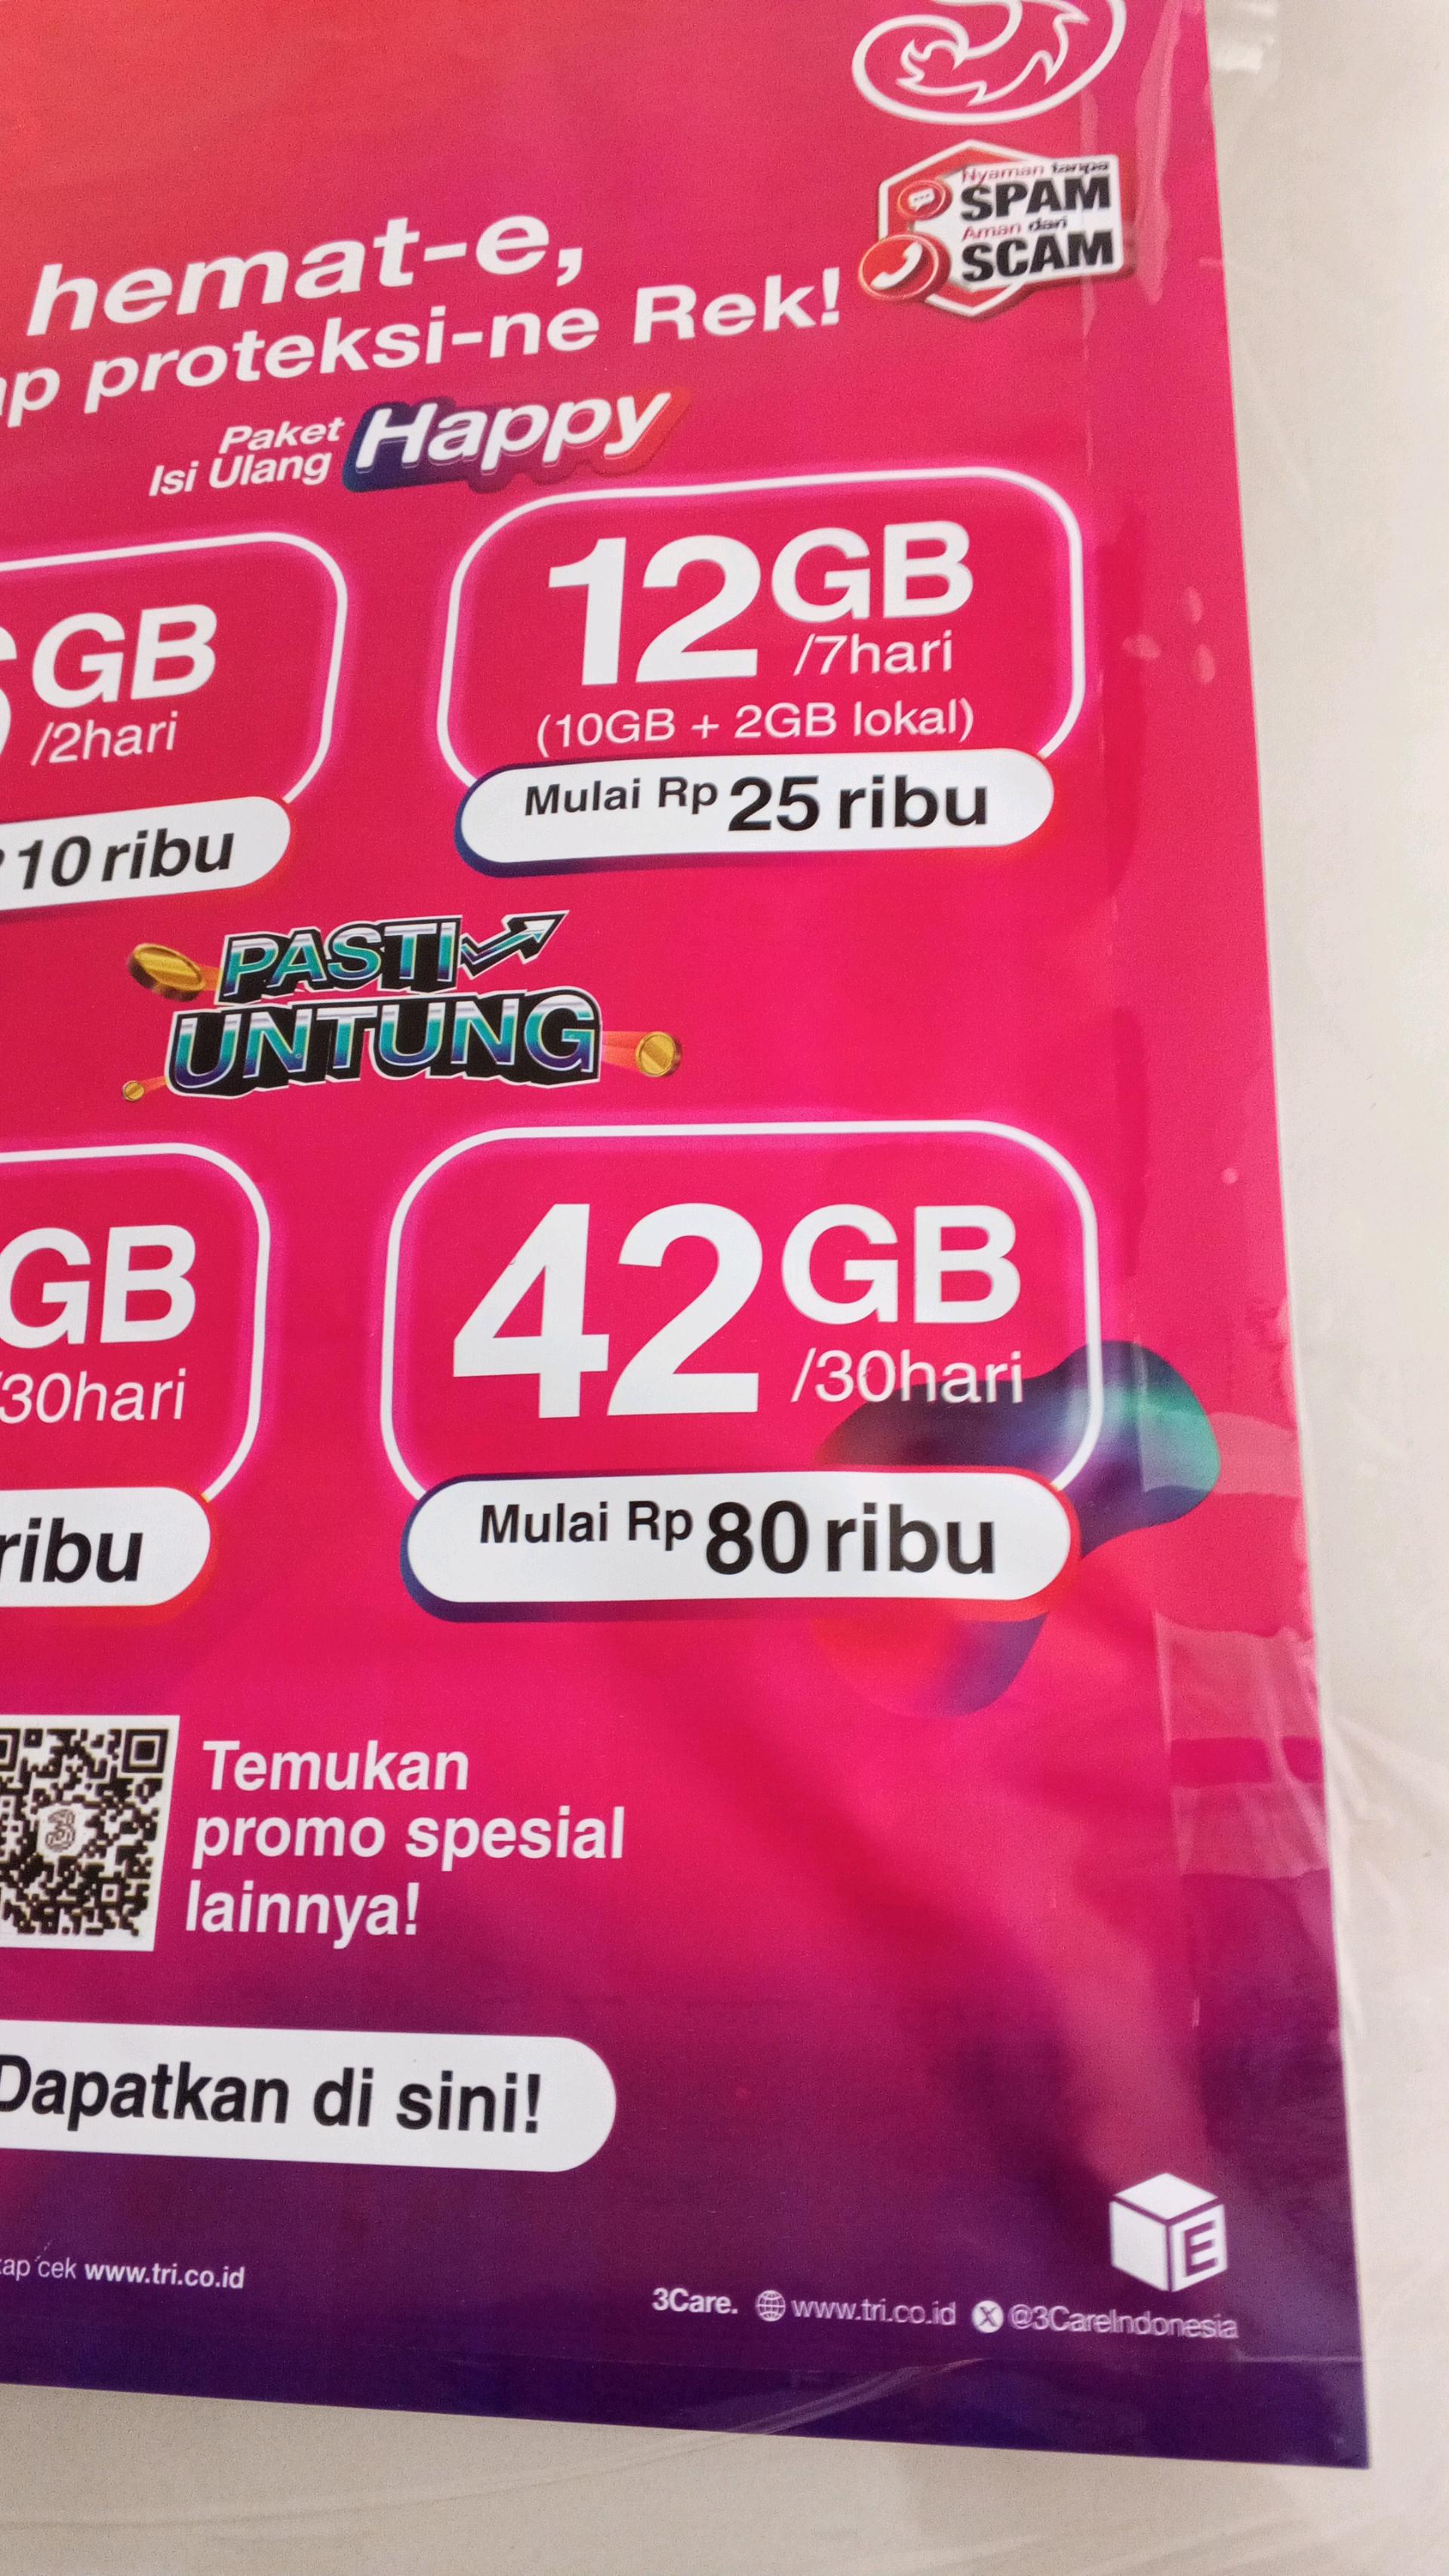 Nyaman tanpa
SPAM
Aman dari
SCAM
hemat-e,
proteksi-ne Rek!
Paket
Isi Ulang Happy
GB
/2hari
10 ribu
12GB
/7hari
(10GB + 2GB lokal)
Mulai Rp 25 ribu
PASTI
UNTUNG
GB
/30hari
ribu
42GB
/30hari
Mulai Rp 80 ribu
3
Temukan
promo spesial
lainnya!
Dapatkan di sini!
cek www.tri.co.id
E
3Care. www.tri.co.id X @3CareIndonesia